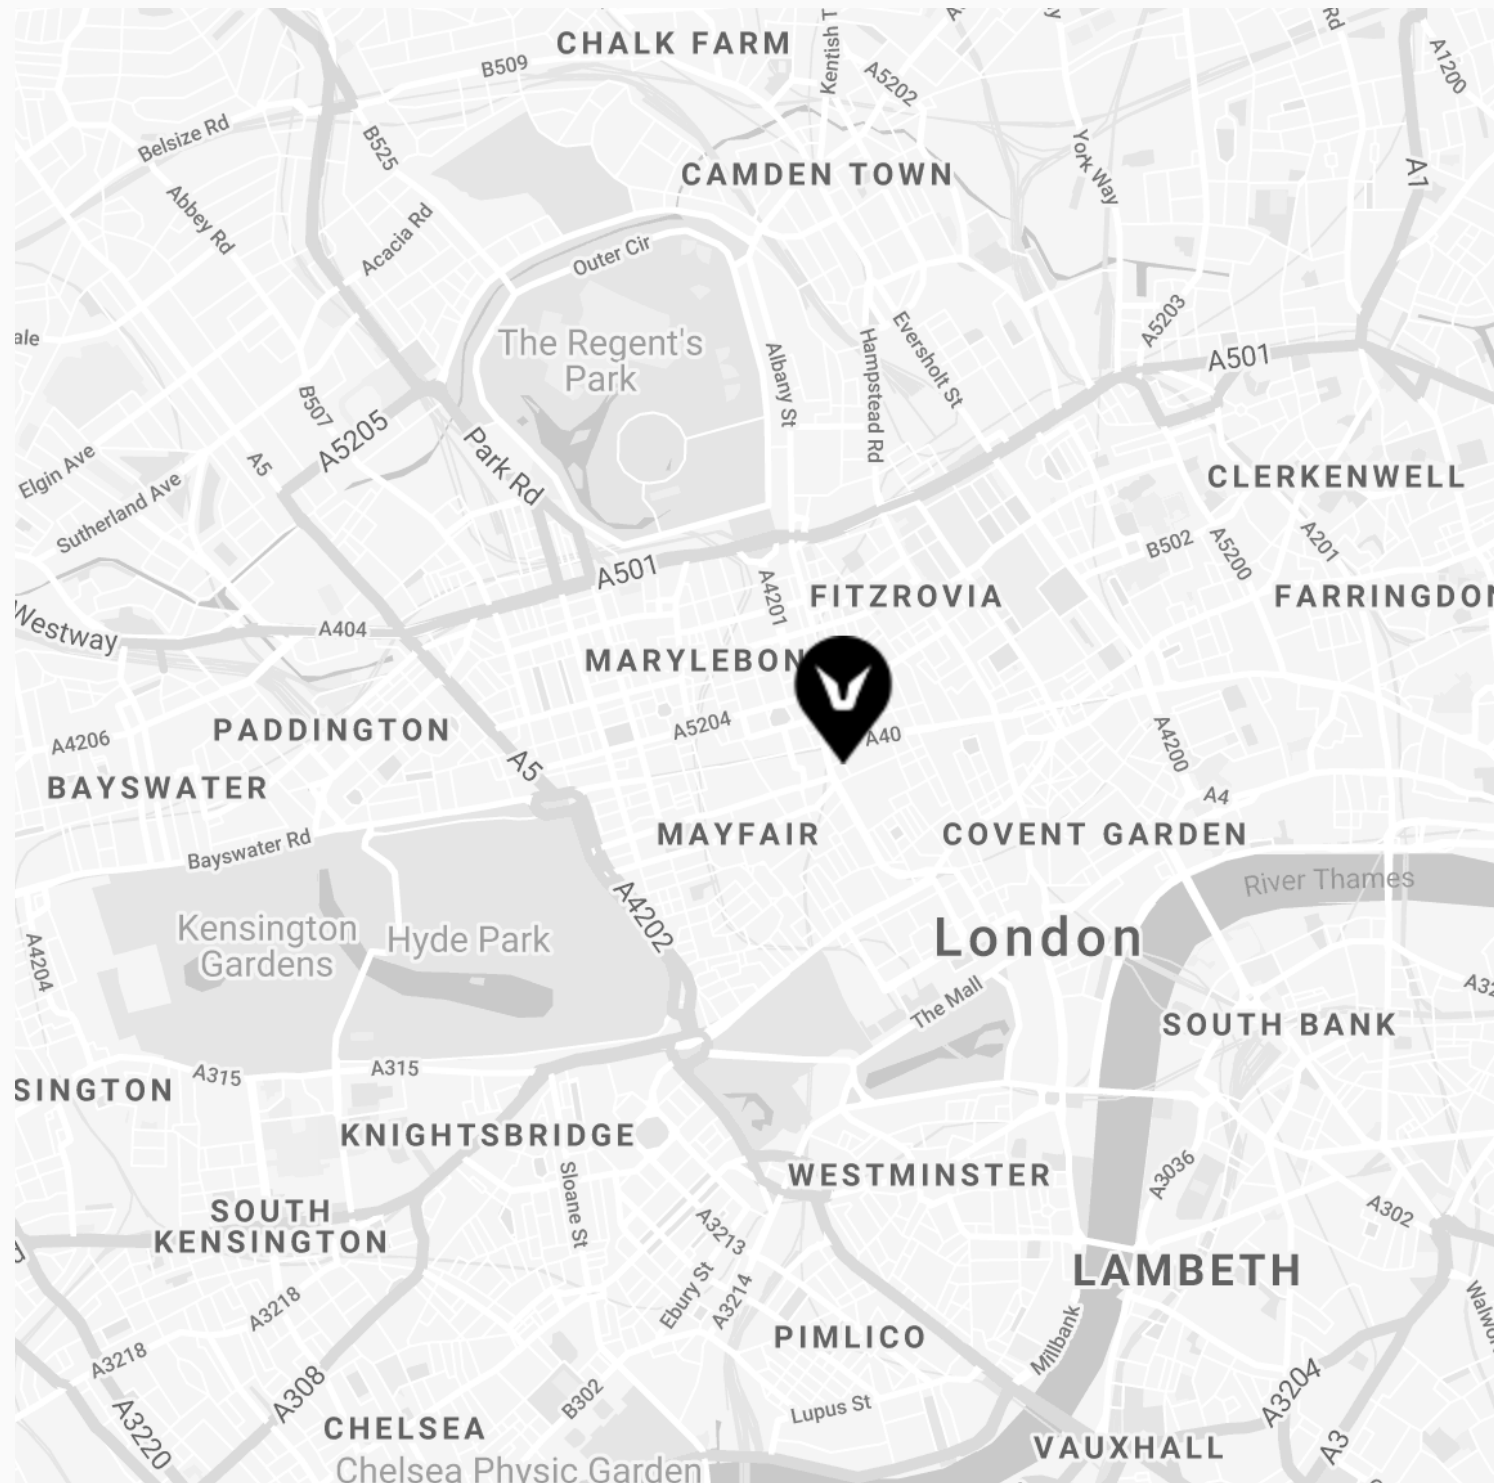 CHALK FARM
B509
A5202
A1200
Belsize Rd
B525
CAMDEN TOWN
York Way
A1
Abbey Rd
Acacia Rd
Outer Cir
ale
The Regent's
Park
Albany St
Hampstead Rd
Eversholt St
A5203
A501
B507
A5205
Park Rd
A5
Elgin Ave
Sutherland Ave
CLERKENWELL
B502
A5200
A201
A501
A4201
FITZROVIA
FARRINGDON
Westway
A404
MARYLEBON
A5204
A40
A4206
PADDINGTON
BAYSWATER
A5
A4200
A4
MAYFAIR
COVENT GARDEN
Bayswater Rd
River Thames
A4202
Kensington
Gardens
Hyde Park
A4204
London
The Mall
SOUTH BANK
A315
A315
SINGTON
KNIGHTSBRIDGE
Sloane St
WESTMINSTER
A3036
A302
SOUTH
KENSINGTON
A3213
Ebury St
A3214
LAMBETH
A3218
A3218
PIMLICO
Millbank
A308
A3220
B302
Lupus St
A3204
A3
CHELSEA
Chelsea Physic Garden
VAUXHALL